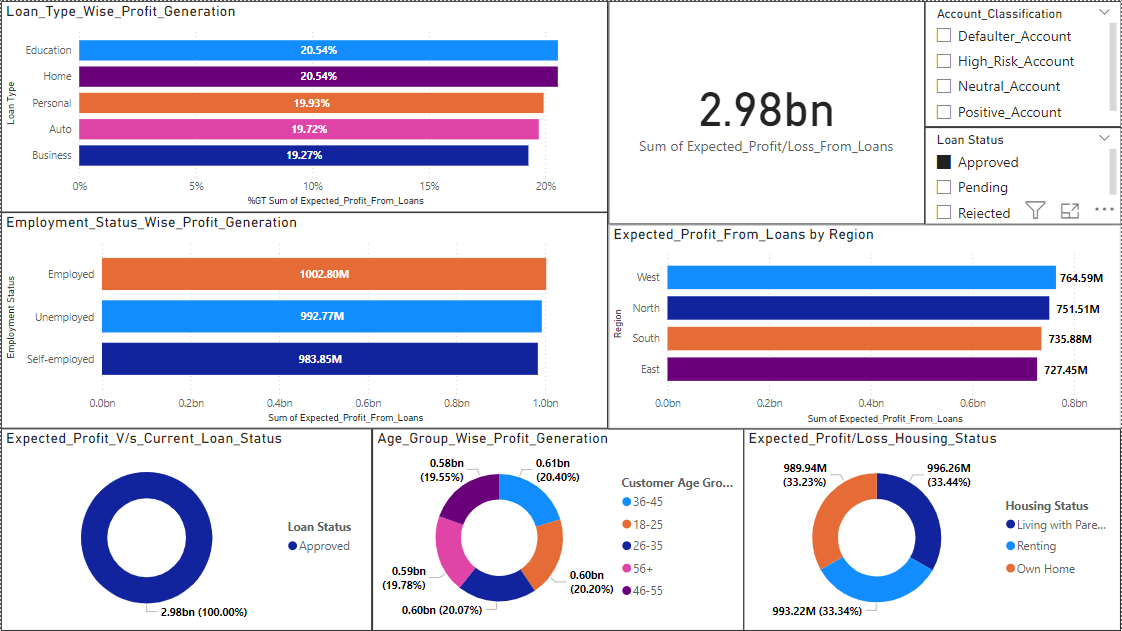 Loan_Type_Wise_Profit_Generation
Loan Type
Education 20.54%
Home 20.54%
Personal 19.93%
Auto 19.72%
Business 19.27%
0% 5% 10% 15% 20%
%GT Sum of Expected_Profit_From_Loans
2.98bn
Sum of Expected_Profit/Loss_From_Loans
Account_Classification
Defaulter_Account
High_Risk_Account
Neutral_Account
Positive_Account
Loan Status
Approved
Pending
Rejected
Employment_Status_Wise_Profit_Generation
Employment Status
Employed 1002.80M
Unemployed 992.77M
Self-employed 983.85M
0.0bn 0.2bn 0.4bn 0.6bn 0.8bn 1.0bn
Sum of Expected_Profit_From_Loans
Expected_Profit_From_Loans by Region
Region
West 764.59M
North 751.51M
South 735.88M
East 727.45M
0.0bn 0.2bn 0.4bn 0.6bn 0.8bn
Sum of Expected_Profit_From_Loans
Expected_Profit_V/s_Current_Loan_Status
2.98bn (100.00%)
Loan Status
Approved
Age_Group_Wise_Profit_Generation
0.58bn
(19.55%)
0.61bn
(20.40%)
0.59bn
(19.78%)
0.60bn
(20.20%)
0.60bn (20.07%)
Customer Age Gro...
36-45
18-25
26-35
56+
46-55
Expected_Profit/Loss_Housing_Status
989.94M
(33.23%)
996.26M
(33.44%)
993.22M (33.34%)
Housing Status
Living with Pare...
Renting
Own Home